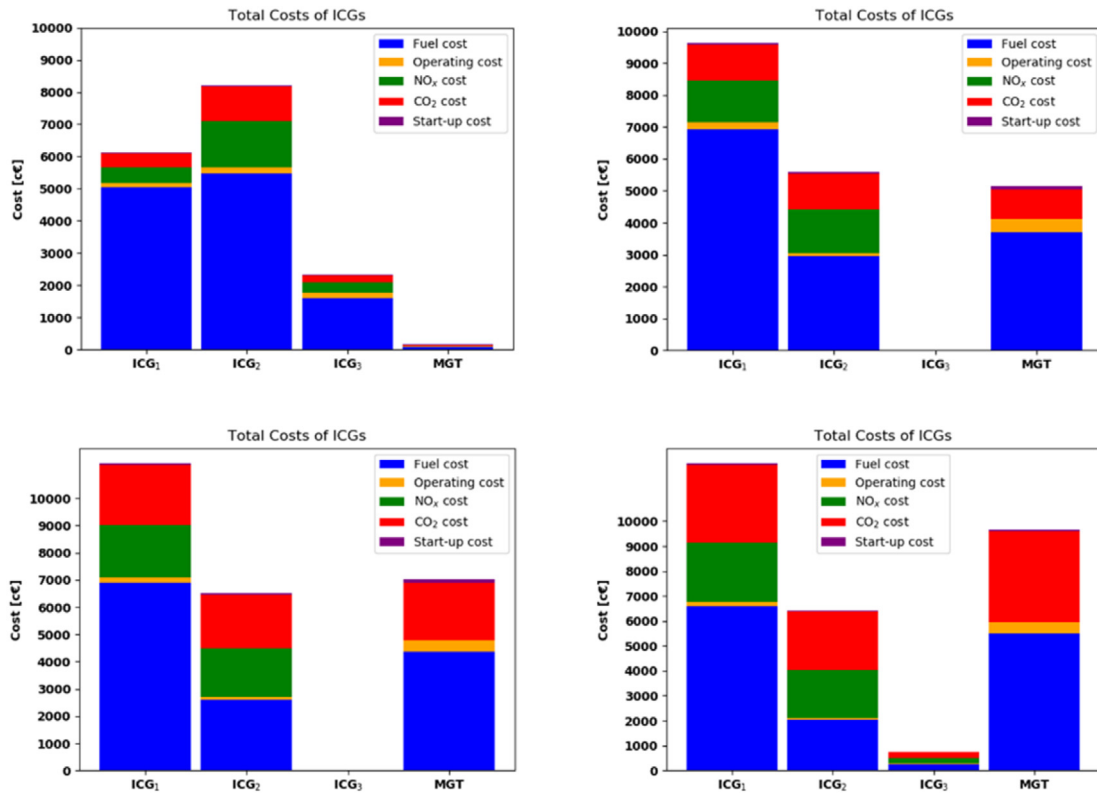 Total Costs of ICGs
10000
9000
8000
7000
6000
5000
4000
3000
2000
1000
0
Cost [c€]
Fuel cost
Operating cost
NOₓ cost
CO₂ cost
Start-up cost
ICG₁ ICG₂ ICG₃ MGT
Total Costs of ICGs
10000
9000
8000
7000
6000
5000
4000
3000
2000
1000
0
Cost [c€]
Fuel cost
Operating cost
NOₓ cost
CO₂ cost
Start-up cost
ICG₁ ICG₂ ICG₃ MGT
Total Costs of ICGs
10000
9000
8000
7000
6000
5000
4000
3000
2000
1000
0
Cost [c€]
Fuel cost
Operating cost
NOₓ cost
CO₂ cost
Start-up cost
ICG₁ ICG₂ ICG₃ MGT
Total Costs of ICGs
10000
9000
8000
7000
6000
5000
4000
3000
2000
1000
0
Cost [c€]
Fuel cost
Operating cost
NOₓ cost
CO₂ cost
Start-up cost
ICG₁ ICG₂ ICG₃ MGT